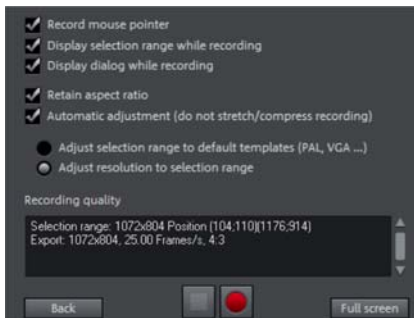 Record mouse pointer
Display selection range while recording
Display dialog while recording
Retain aspect ratio
Automatic adjustment (do not stretch/compress recording)
Adjust selection range to default templates (PAL, VGA ...)
Adjust resolution to selection range
Recording quality
Selection range: 1072x804 Position (104;110)(1176;914)
Export: 1072x804, 25.00 Frames/s, 4:3
Back
Full screen